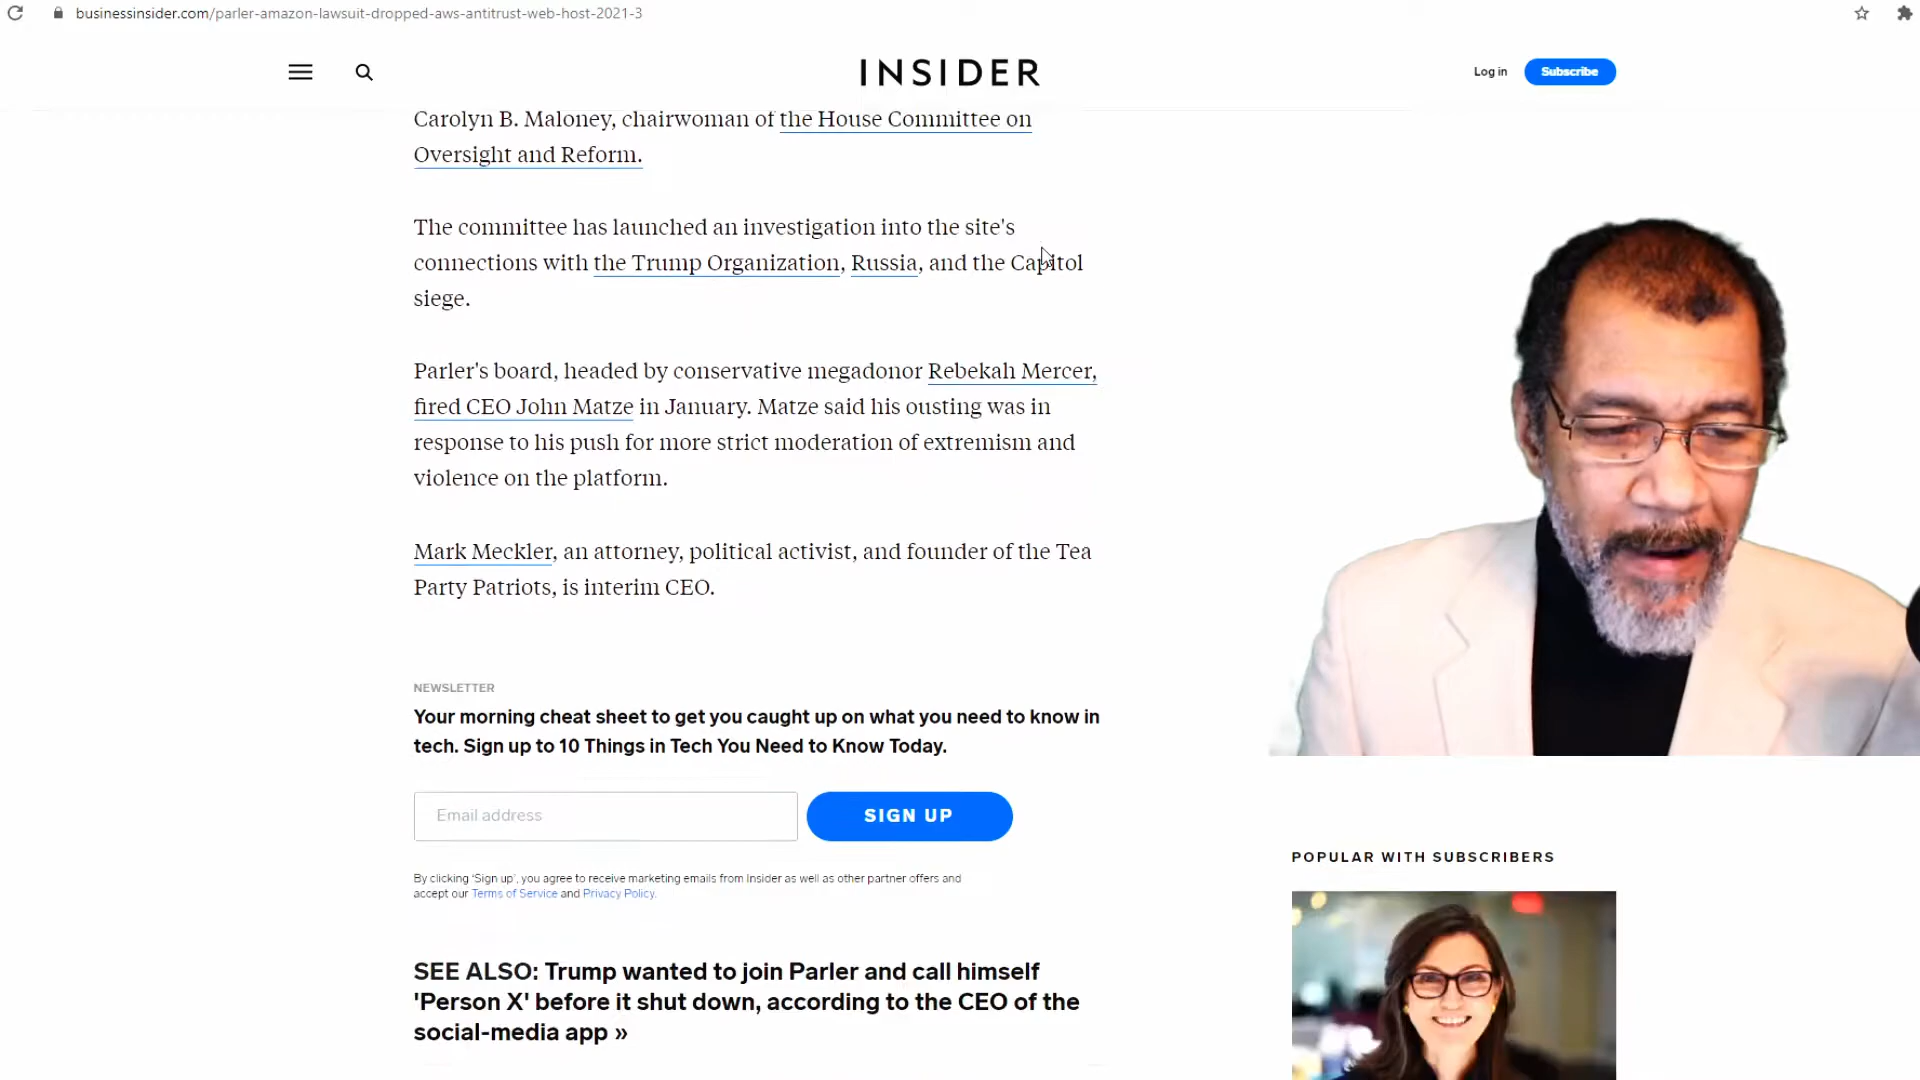 businessinsider.com/parler-amazon-lawsuit-dropped-aws-antitrust-web-host-2021-3
INSIDER
Log in
Subscribe
Carolyn B. Maloney, chairwoman of the House Committee on
Oversight and Reform.
The committee has launched an investigation into the site's
connections with the Trump Organization, Russia, and the Capitol
siege.
Parler's board, headed by conservative megadonor Rebekah Mercer,
fired CEO John Matze in January. Matze said his ousting was in
response to his push for more strict moderation of extremism and
violence on the platform.
Mark Meckler, an attorney, political activist, and founder of the Tea
Party Patriots, is interim CEO.
NEWSLETTER
Your morning cheat sheet to get you caught up on what you need to know in
tech. Sign up to 10 Things in Tech You Need to Know Today.
Email address
SIGN UP
By clicking 'Sign up', you agree to receive marketing emails from Insider as well as other partner offers and
accept our Terms of Service and Privacy Policy.
SEE ALSO: Trump wanted to join Parler and call himself
'Person X' before it shut down, according to the CEO of the
social-media app »
POPULAR WITH SUBSCRIBERS